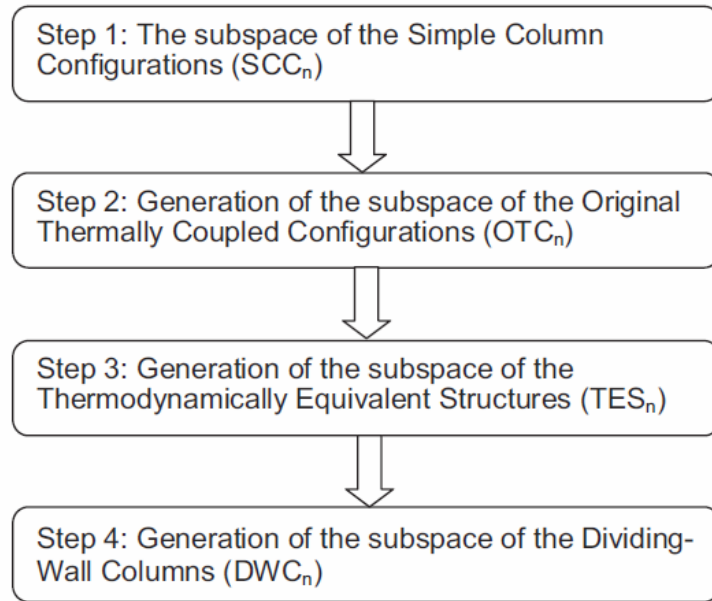 Step 1: The subspace of the Simple Column
Configurations (SCCₙ)
Step 2: Generation of the subspace of the Original
Thermally Coupled Configurations (OTCₙ)
Step 3: Generation of the subspace of the
Thermodynamically Equivalent Structures (TESₙ)
Step 4: Generation of the subspace of the Dividing-
Wall Columns (DWCₙ)